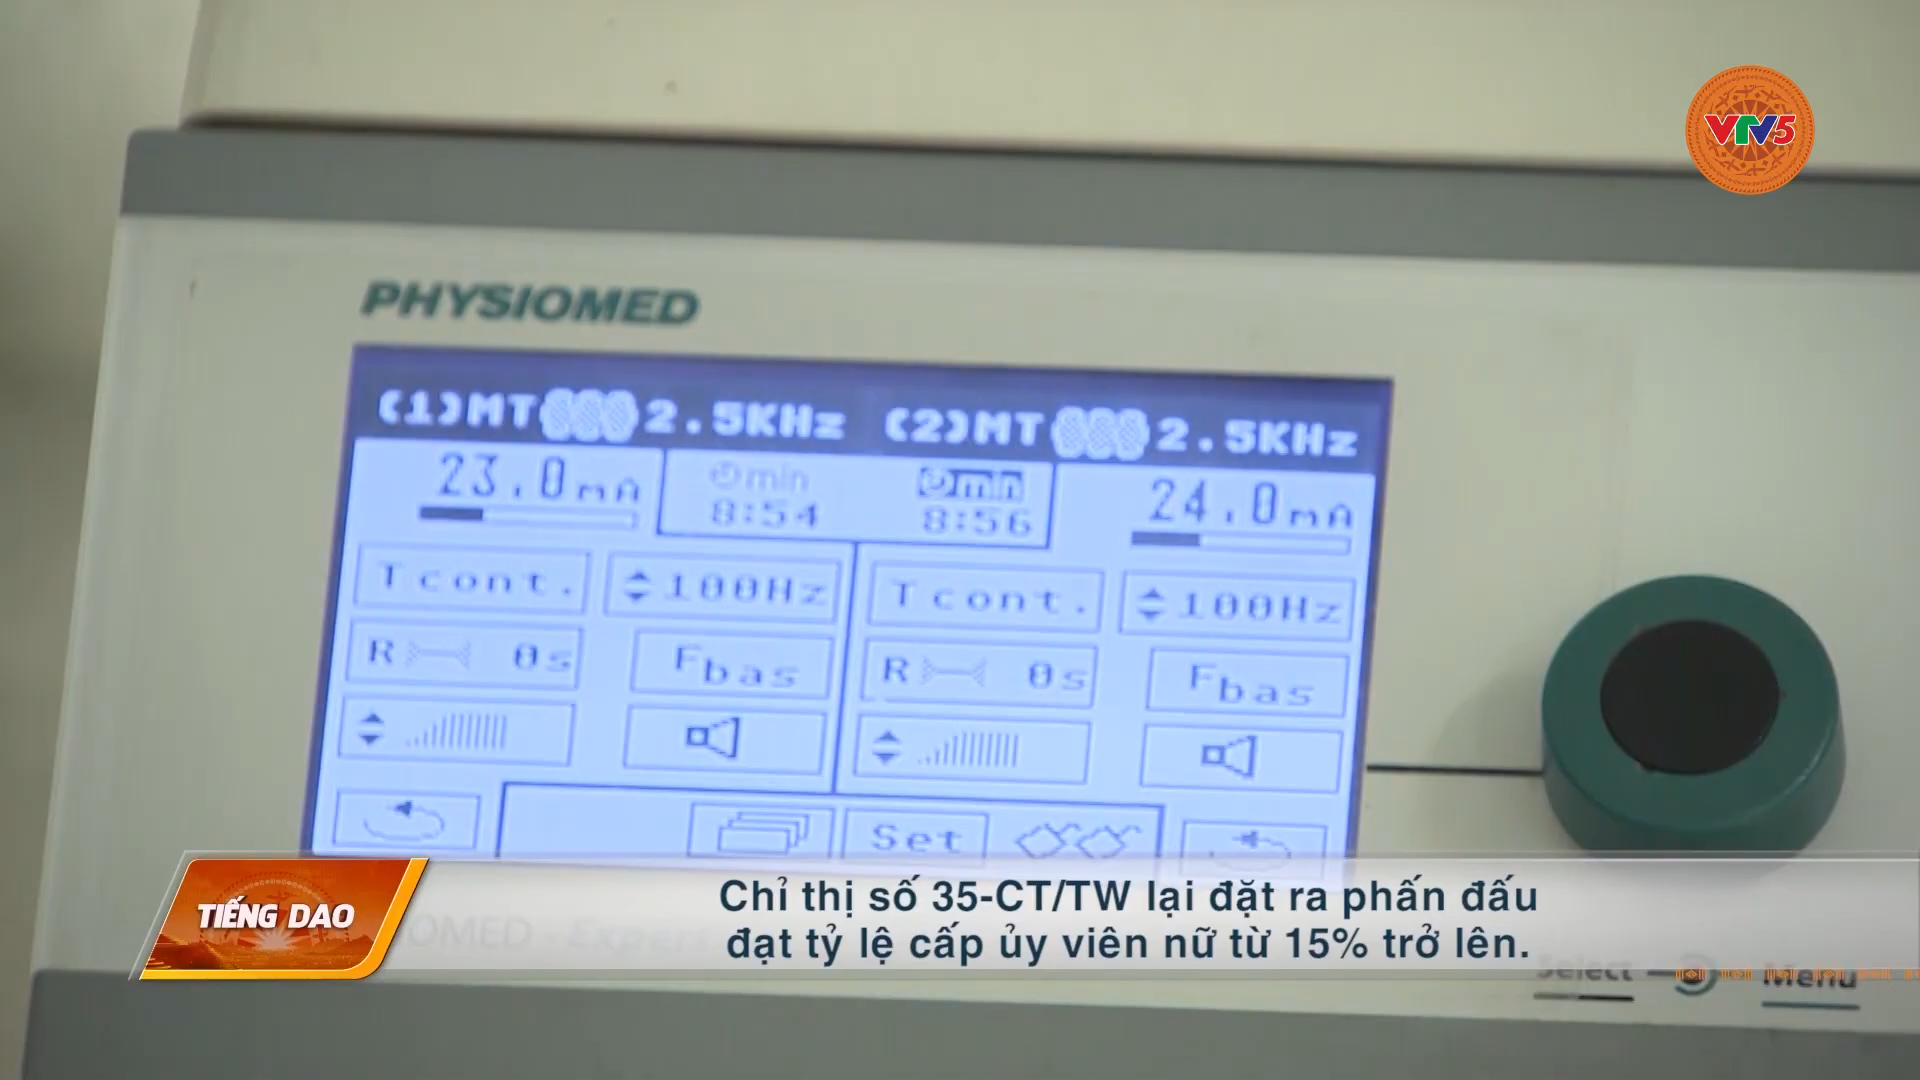 VTV5
PHYSIOMED
(1)MT 2.5KHz (2)MT 2.5KHz
23.0mA min min 24.0mA
8:54 8:56
T cont. 100Hz T cont. 100Hz
R 0s Fbas R 0s Fbas
Set
TIẾNG DAO
Chỉ thị số 35-CT/TW lại đặt ra phấn đấu
đạt tỷ lệ cấp ủy viên nữ từ 15% trở lên.
Select Menu